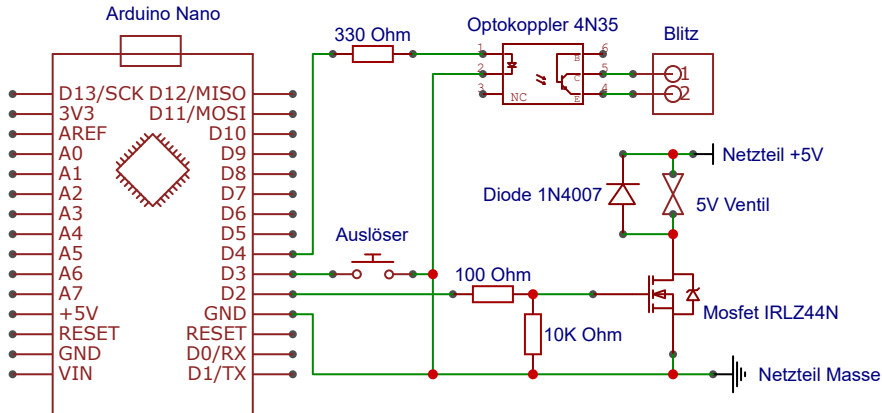 Arduino Nano
D13/SCK D12/MISO
3V3 D11/MOSI
AREF D10
A0 D9
A1 D8
A2 D7
A3 D6
A4 D5
A5 D4
A6 D3
A7 D2
+5V GND
RESET RESET
GND D0/RX
VIN D1/TX
330 Ohm
Optokoppler 4N35
1
2
3
NC
6
B
5
C
4
E
Blitz
1
2
Netzteil +5V
Diode 1N4007
5V Ventil
Auslöser
100 Ohm
10K Ohm
Mosfet IRLZ44N
Netzteil Masse